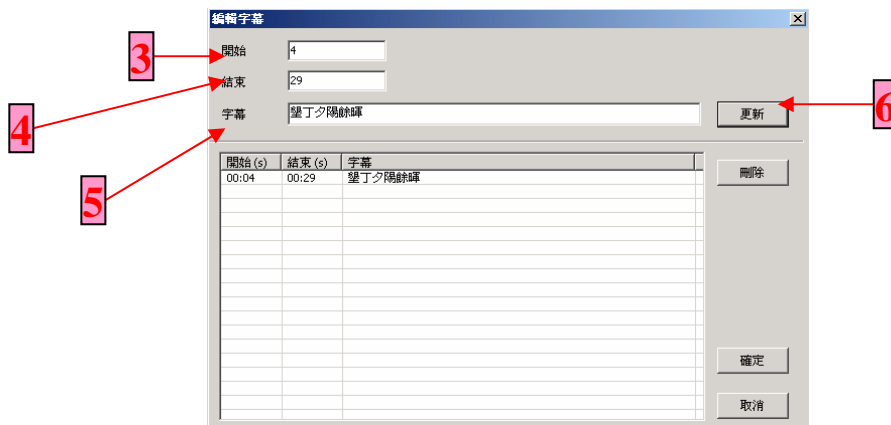 編輯字幕
3
開始 4
4
結束 29
字幕 墾丁夕陽餘暉
更新
6
5
開始(s) 結束(s) 字幕
00:04 00:29 墾丁夕陽餘暉
刪除
確定
取消